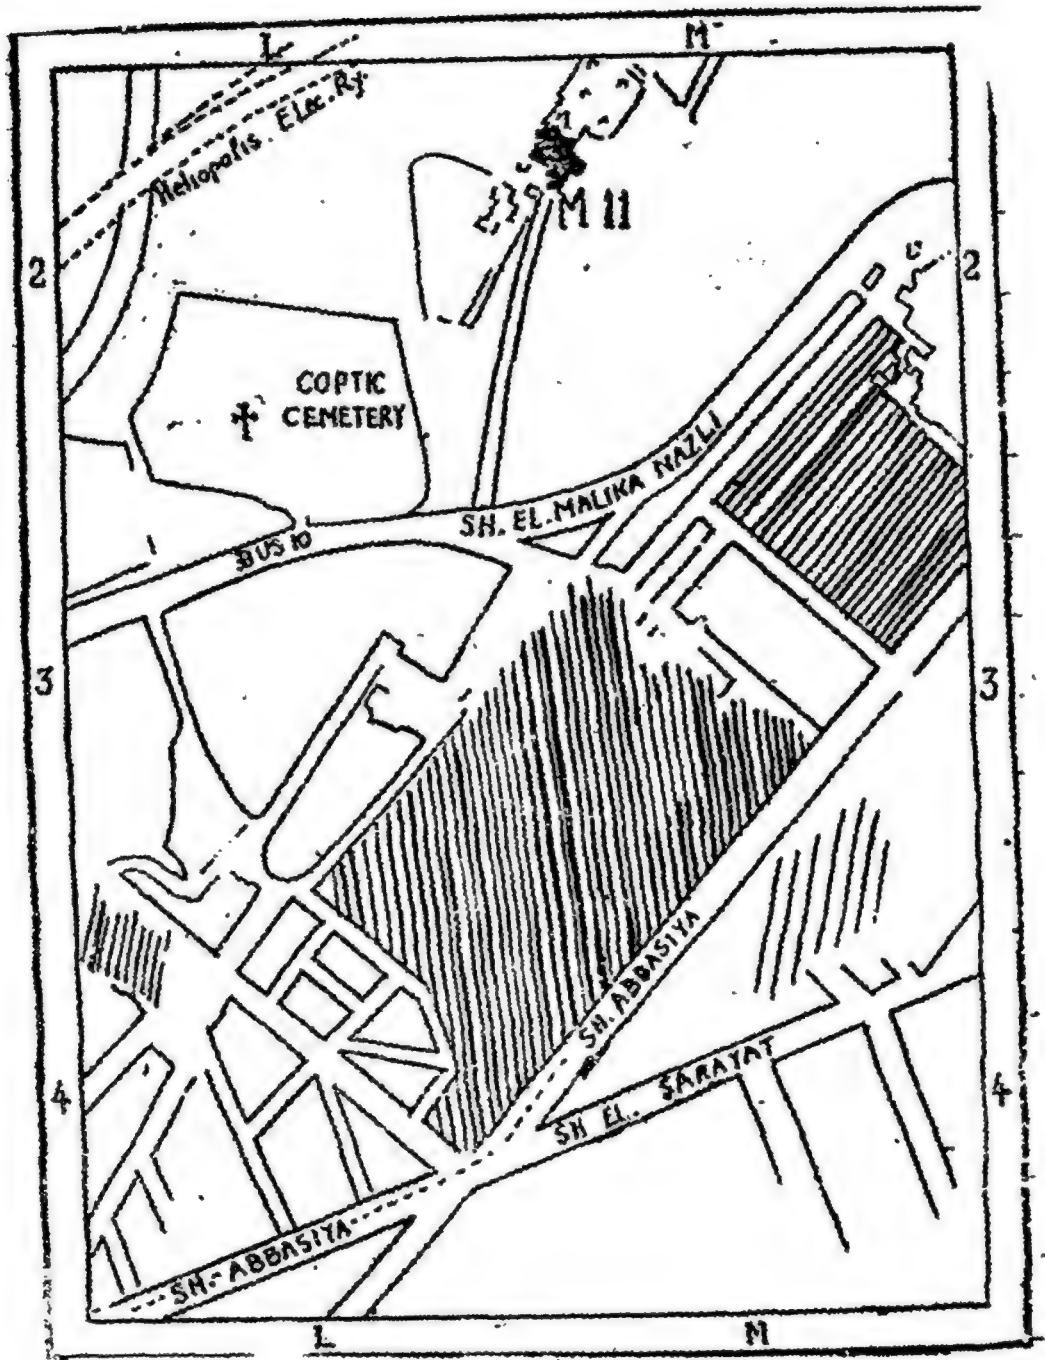 L M
Heliopolis. Elec. Ry.
M 11
2 2
COPTIC
CEMETERY
SH. EL. MALIKA NAZLI
BUS 10
3 3
SH. ABBASIYA
SH EL. SARAYAT
4 4
SH.- ABBASIYA
L M